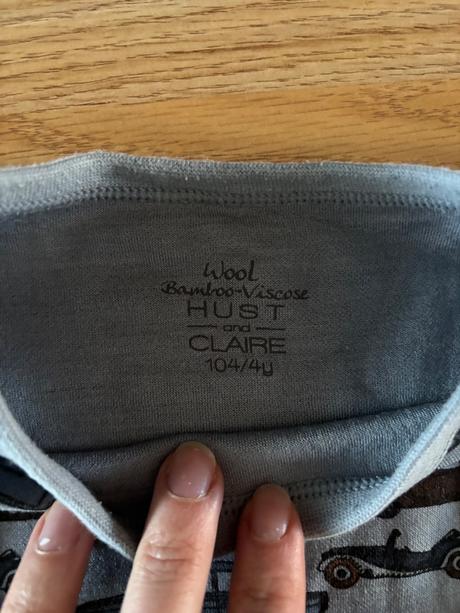 Wool
Bamboo-Viscose
HUST
and
CLAIRE
104/4y